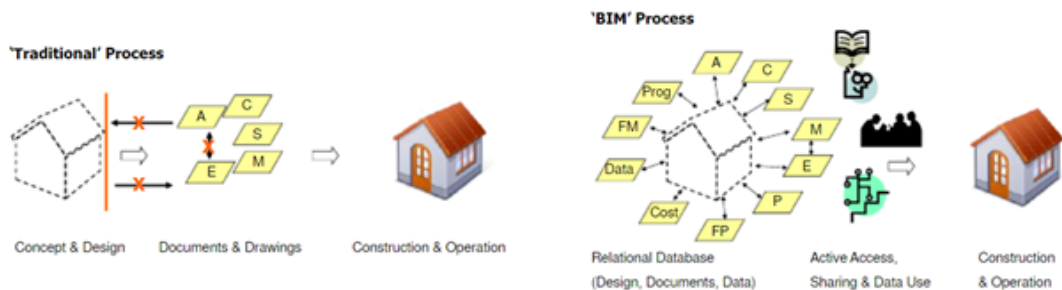 'Traditional' Process
A
C
S
E
M
Concept & Design
Documents & Drawings
Construction & Operation
'BIM' Process
A
C
Prog
S
FM
M
Data
E
Cost
P
FP
Relational Database
(Design, Documents, Data)
Active Access,
Sharing & Data Use
Construction
& Operation